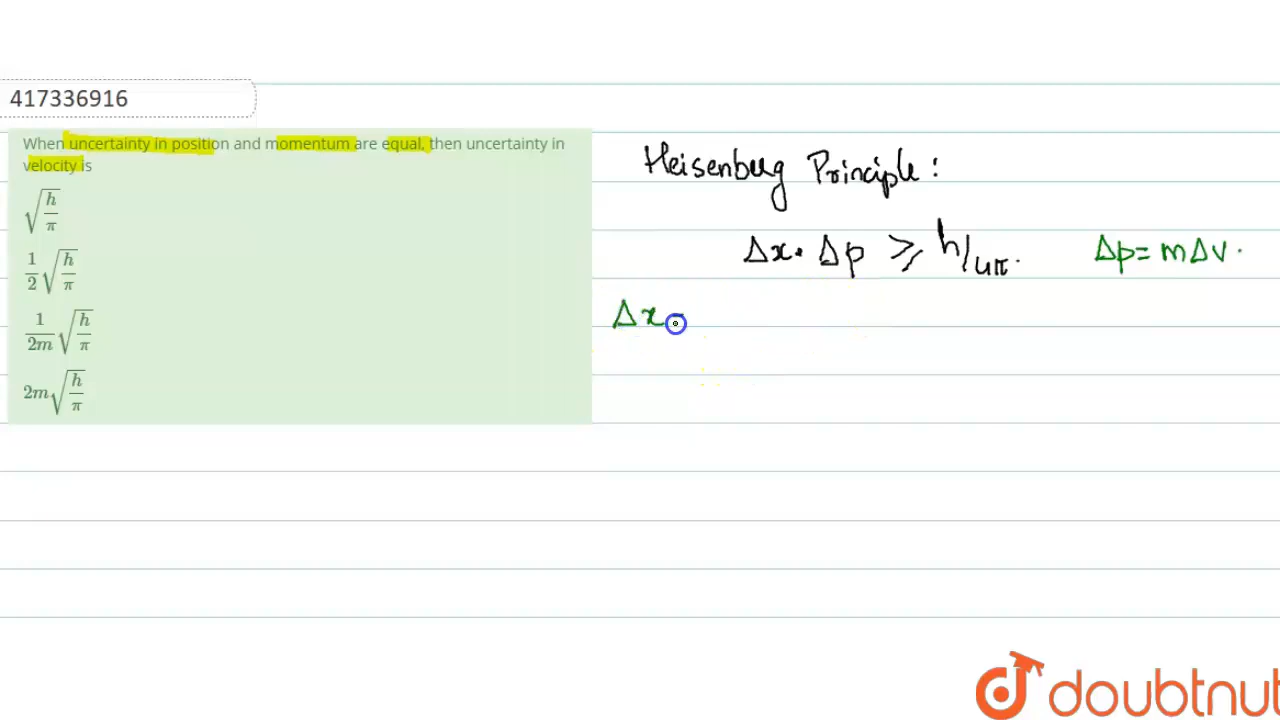 417336916
When uncertainty in position and momentum are equal, then uncertainty in
velocity is
√(h/π)
1/2 √(h/π)
1/2m √(h/π)
2m√(h/π)
Heisenberg Principle:
Δx. Δp ≥ h/4π. Δp = mΔv.
Δx
doubtnut